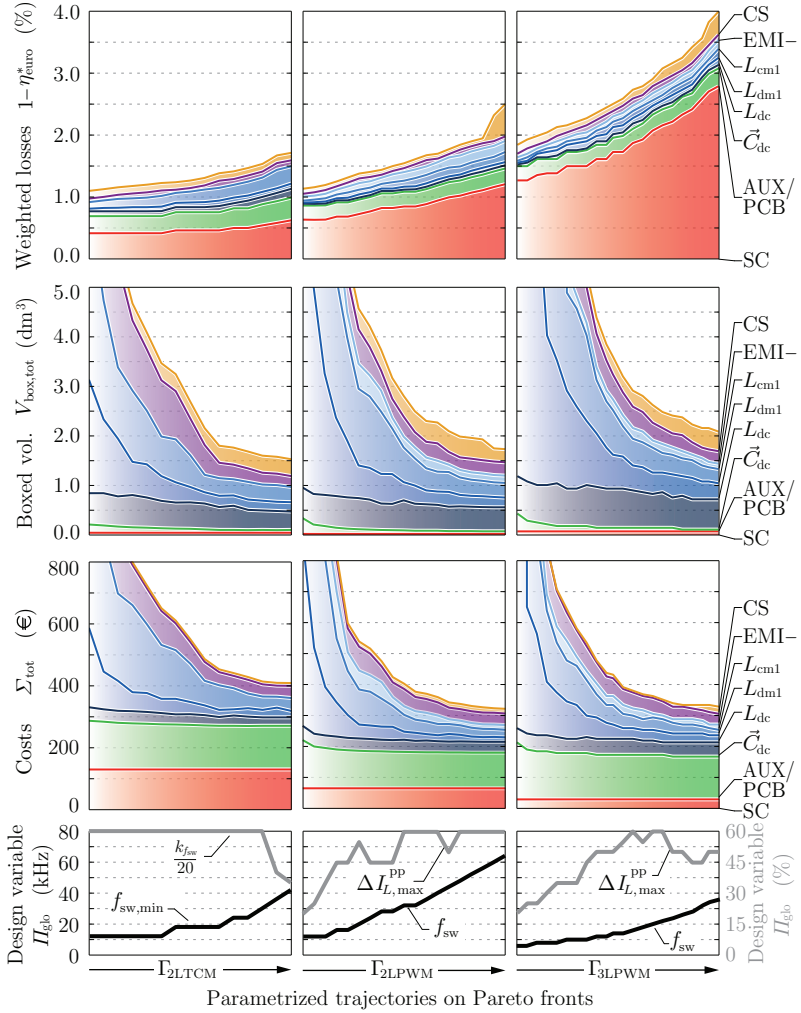 Weighted losses 1−η*euro (%)
4.0
3.0
2.0
1.0
0.0
CS
EMI−
Lcm1
Ldm1
Ldc
C⃗dc
AUX/
PCB
SC
Boxed vol. Vbox,tot (dm³)
5.0
4.0
3.0
2.0
1.0
0.0
CS
EMI−
Lcm1
Ldm1
Ldc
C⃗dc
AUX/
PCB
SC
Costs Σtot (€)
800
600
400
200
0
CS
EMI−
Lcm1
Ldm1
Ldc
C⃗dc
AUX/
PCB
SC
Design variable
Πglo (kHz)
80
60
40
20
0
kfsw
20
fsw,min
ΔIL,max pp
fsw
ΔIL,max pp
fsw
60
45
30
15
0
Design variable
Πglo (%)
Γ2LTCM
Γ2LPWM
Γ3LPWM
Parametrized trajectories on Pareto fronts